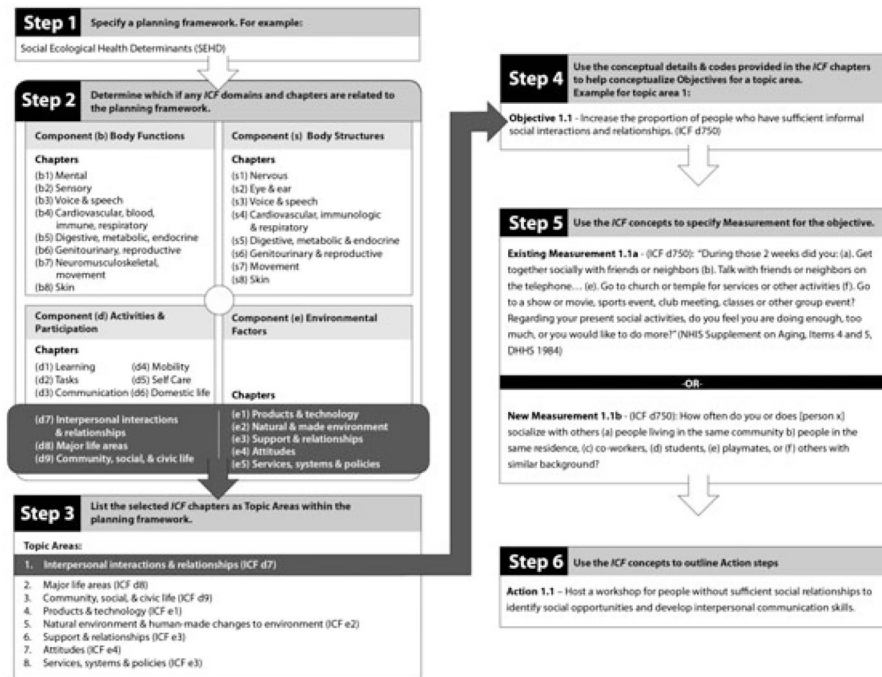 Step 1
Specify a planning framework. For example:
Social Ecological Health Determinants (SEHD)
Step 2
Determine which if any ICF domains and chapters are related to
the planning framework.
Component (b) Body Functions
Chapters
(b1) Mental
(b2) Sensory
(b3) Voice & speech
(b4) Cardiovascular, blood,
immune, respiratory
(b5) Digestive, metabolic, endocrine
(b6) Genitourinary, reproductive
(b7) Neuromusculoskeletal,
movement
(b8) Skin
Component (s) Body Structures
Chapters
(s1) Nervous
(s2) Eye & ear
(s3) Voice & speech
(s4) Cardiovascular, immunologic
& respiratory
(s5) Digestive, metabolic & endocrine
(s6) Genitourinary & reproductive
(s7) Movement
(s8) Skin
Component (d) Activities &
Participation
Chapters
(d1) Learning (d4) Mobility
(d2) Tasks (d5) Self Care
(d3) Communication (d6) Domestic life
(d7) Interpersonal interactions
& relationships
(d8) Major life areas
(d9) Community, social, & civic life
Component (e) Environmental
Factors
Chapters
(e1) Products & technology
(e2) Natural & made environment
(e3) Support & relationships
(e4) Attitudes
(e5) Services, systems & policies
Step 3
List the selected ICF chapters as Topic Areas within the
planning framework.
Topic Areas:
1. Interpersonal interactions & relationships (ICF d7)
2. Major life areas (ICF d8)
3. Community, social, & civic life (ICF d9)
4. Products & technology (ICF e1)
5. Natural environment & human-made changes to environment (ICF e2)
6. Support & relationships (ICF e3)
7. Attitudes (ICF e4)
8. Services, systems & policies (ICF e3)
Step 4
Use the conceptual details & codes provided in the ICF chapters
to help conceptualize Objectives for a topic area.
Example for topic area 1:
Objective 1.1 - Increase the proportion of people who have sufficient informal
social interactions and relationships. (ICF d750)
Step 5
Use the ICF concepts to specify Measurement for the objective.
Existing Measurement 1.1a - (ICF d750): "During those 2 weeks did you: (a). Get
together socially with friends or neighbors (b). Talk with friends or neighbors on
the telephone... (e). Go to church or temple for services or other activities (f). Go
to a show or movie, sports event, club meeting, classes or other group event?
Regarding your present social activities, do you feel you are doing enough, too
much, or you would like to do more?" (NHIS Supplement on Aging, Items 4 and 5,
DHHS 1984)
-OR-
New Measurement 1.1b - (ICF d750): How often do you or does [person x]
socialize with others (a) people living in the same community b) people in the
same residence, (c) co-workers, (d) students, (e) playmates, or (f) others with
similar background?
Step 6
Use the ICF concepts to outline Action steps
Action 1.1 – Host a workshop for people without sufficient social relationships to
identify social opportunities and develop interpersonal communication skills.